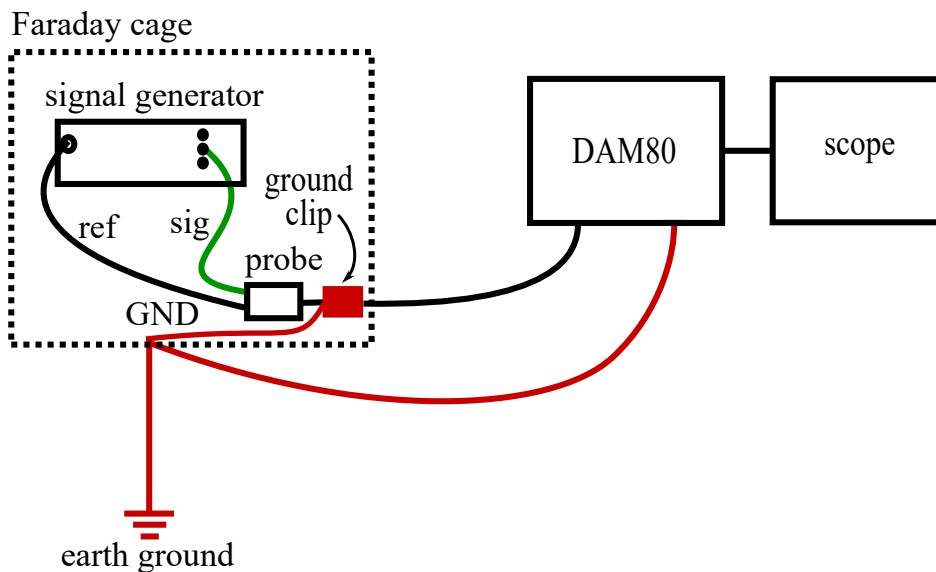 Faraday cage
signal generator
ground
clip
ref
sig
probe
GND
earth ground
DAM80
scope